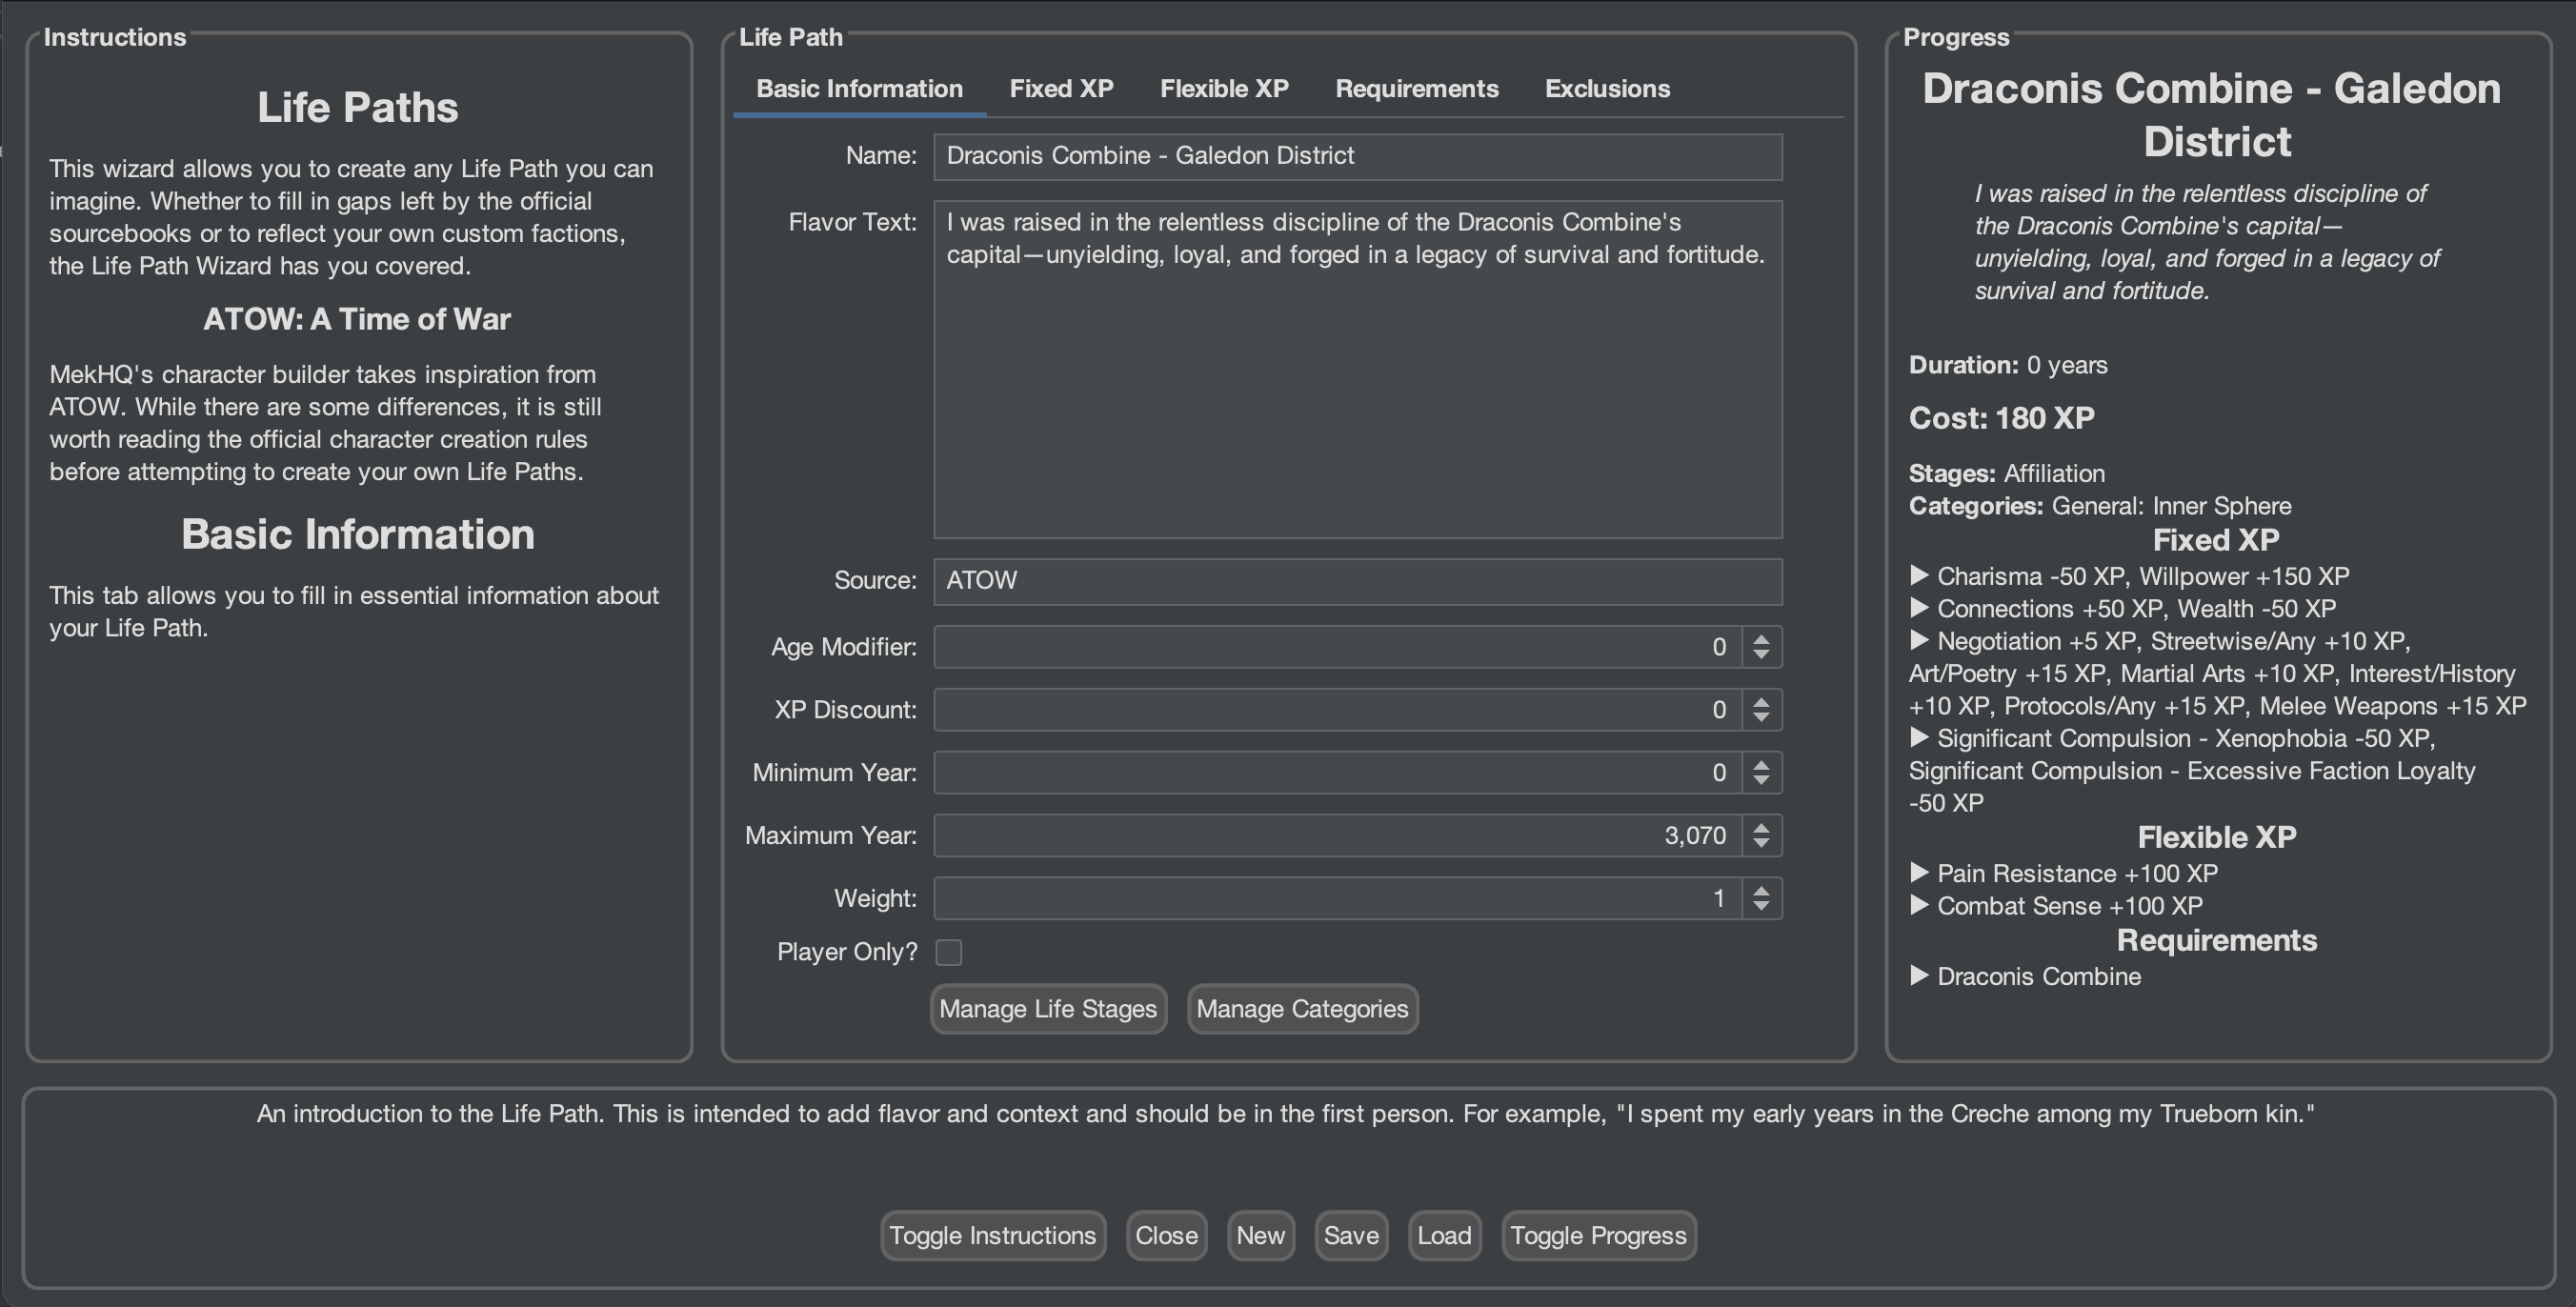 Instructions
Life Paths
This wizard allows you to create any Life Path you can
imagine. Whether to fill in gaps left by the official
sourcebooks or to reflect your own custom factions,
the Life Path Wizard has you covered.
ATOW: A Time of War
MekHQ's character builder takes inspiration from
ATOW. While there are some differences, it is still
worth reading the official character creation rules
before attempting to create your own Life Paths.
Basic Information
This tab allows you to fill in essential information about
your Life Path.
Life Path
Basic Information Fixed XP Flexible XP Requirements Exclusions
Name: Draconis Combine - Galedon District
Flavor Text: I was raised in the relentless discipline of the Draconis Combine's
capital—unyielding, loyal, and forged in a legacy of survival and fortitude.
Source: ATOW
Age Modifier: 0
XP Discount: 0
Minimum Year: 0
Maximum Year: 3,070
Weight: 1
Player Only?
Manage Life Stages Manage Categories
Progress
Draconis Combine - Galedon
District
I was raised in the relentless discipline of
the Draconis Combine's capital—
unyielding, loyal, and forged in a legacy of
survival and fortitude.
Duration: 0 years
Cost: 180 XP
Stages: Affiliation
Categories: General: Inner Sphere
Fixed XP
▶ Charisma -50 XP, Willpower +150 XP
▶ Connections +50 XP, Wealth -50 XP
▶ Negotiation +5 XP, Streetwise/Any +10 XP,
Art/Poetry +15 XP, Martial Arts +10 XP, Interest/History
+10 XP, Protocols/Any +15 XP, Melee Weapons +15 XP
▶ Significant Compulsion - Xenophobia -50 XP,
Significant Compulsion - Excessive Faction Loyalty
-50 XP
Flexible XP
▶ Pain Resistance +100 XP
▶ Combat Sense +100 XP
Requirements
▶ Draconis Combine
An introduction to the Life Path. This is intended to add flavor and context and should be in the first person. For example, "I spent my early years in the Creche among my Trueborn kin."
Toggle Instructions Close New Save Load Toggle Progress